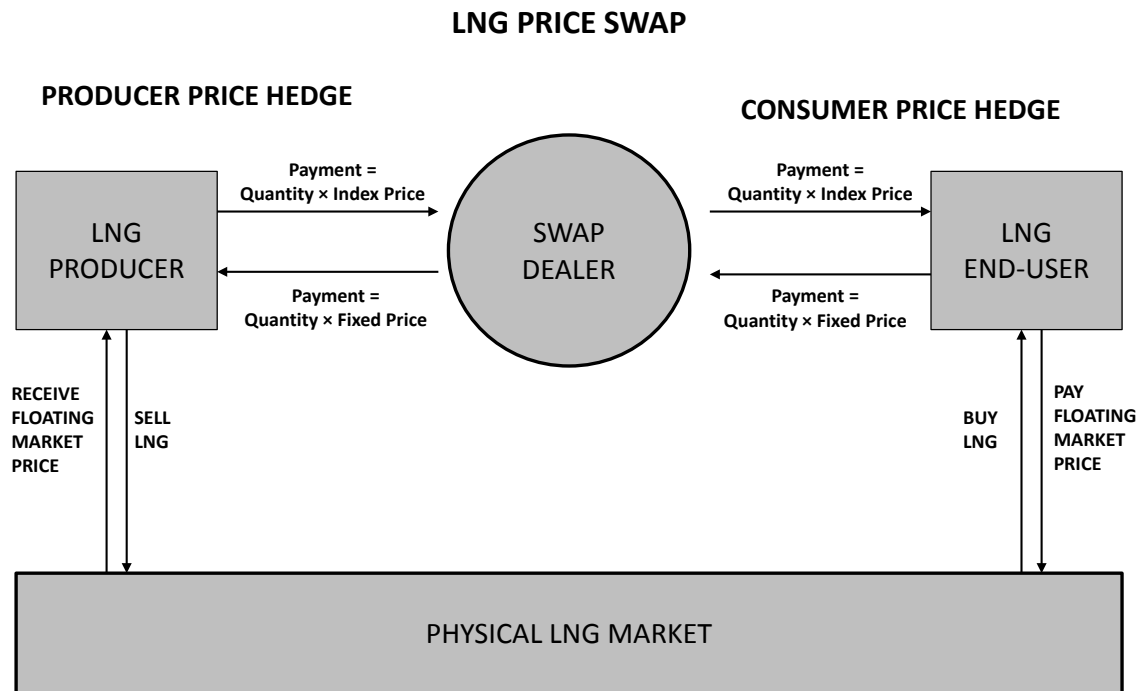 LNG PRICE SWAP
PRODUCER PRICE HEDGE
CONSUMER PRICE HEDGE
Payment =
Quantity × Index Price
Payment =
Quantity × Index Price
LNG
PRODUCER
SWAP
DEALER
LNG
END-USER
Payment =
Quantity × Fixed Price
Payment =
Quantity × Fixed Price
RECEIVE
FLOATING
MARKET
PRICE
SELL
LNG
BUY
LNG
PAY
FLOATING
MARKET
PRICE
PHYSICAL LNG MARKET